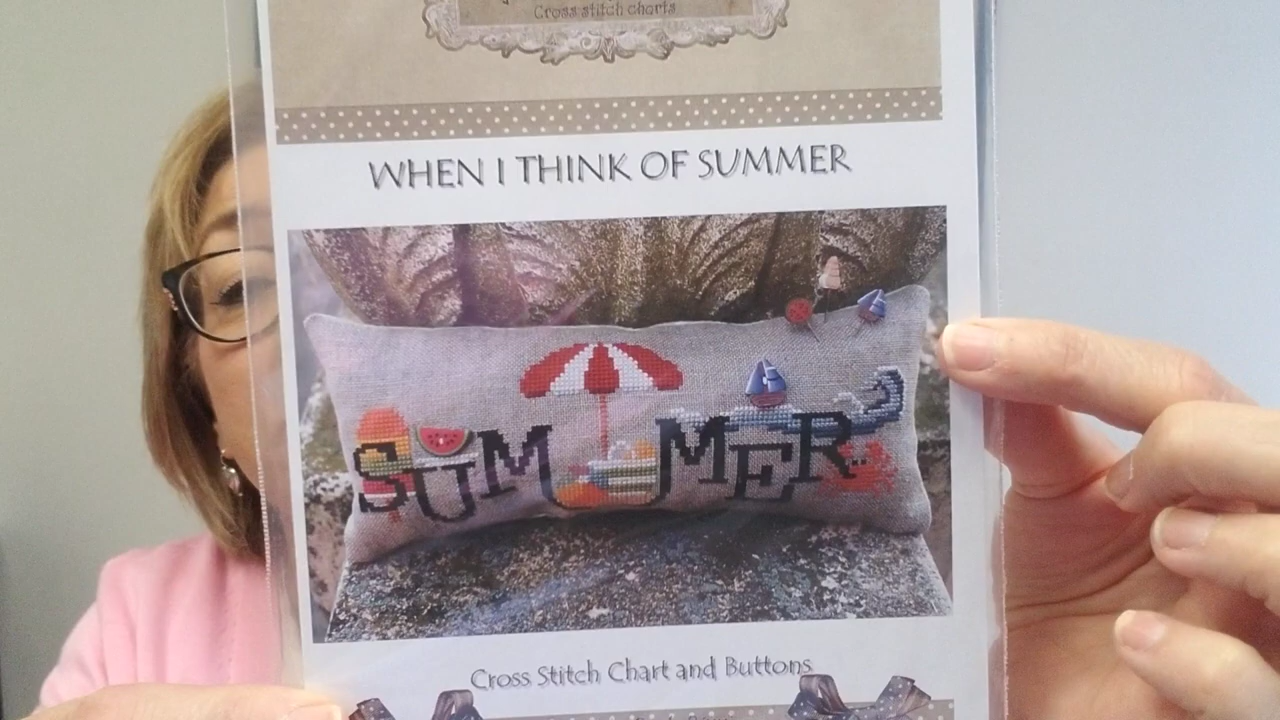 Cross stitch charts
WHEN I THINK OF SUMMER
SUMMER
Cross Stitch Chart and Buttons